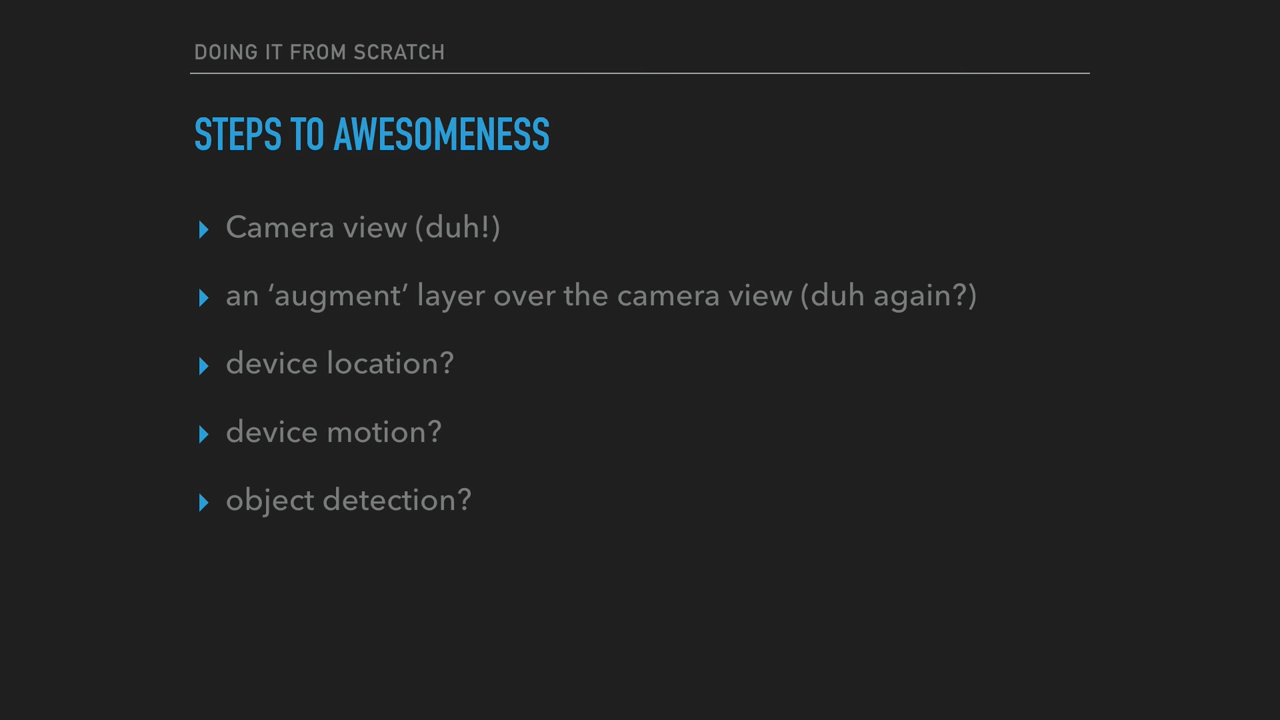 DOING IT FROM SCRATCH
STEPS TO AWESOMENESS
Camera view (duh!)
an ‘augment’ layer over the camera view (duh again?)
device location?
device motion?
object detection?